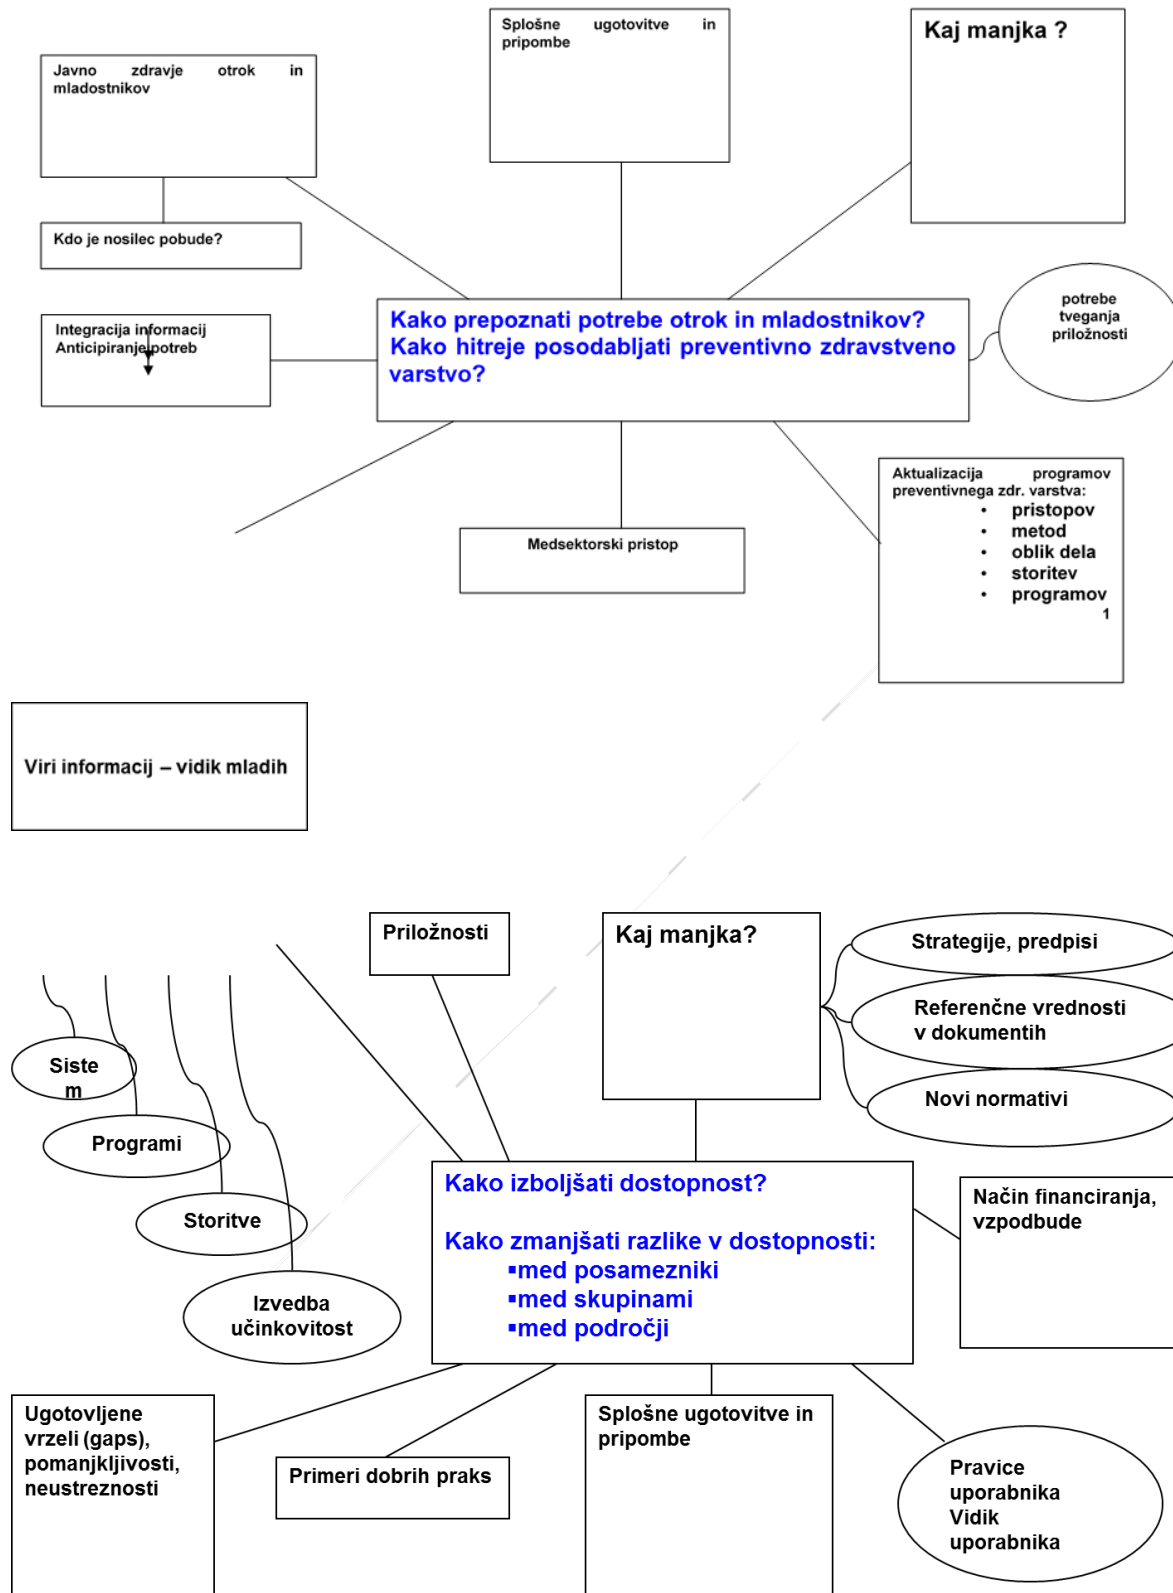 Splošne ugotovitve in
pripombe
Kaj manjka ?
Javno zdravje otrok in
mladostnikov
Kdo je nosilec pobude?
Integracija informacij
Anticipiranje potreb
Kako prepoznati potrebe otrok in mladostnikov?
Kako hitreje posodabljati preventivno zdravstveno
varstvo?
potrebe
tveganja
priložnosti
Medsektorski pristop
Aktualizacija programov
preventivnega zdr. varstva:
• pristopov
• metod
• oblik dela
• storitev
• programov
1
Viri informacij – vidik mladih
Priložnosti
Kaj manjka?
Strategije, predpisi
Referenčne vrednosti
v dokumentih
Novi normativi
Siste
m
Programi
Storitve
Izvedba
učinkovitost
Kako izboljšati dostopnost?
Kako zmanjšati razlike v dostopnosti:
▪med posamezniki
▪med skupinami
▪med področji
Način financiranja,
vzpodbude
Ugotovljene
vrzeli (gaps),
pomanjkljivosti,
neustreznosti
Primeri dobrih praks
Splošne ugotovitve in
pripombe
Pravice
uporabnika
Vidik
uporabnika